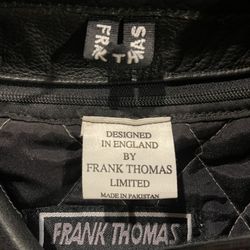 FRANK THOMAS
DESIGNED
IN ENGLAND
BY
FRANK THOMAS
LIMITED
MADE IN PAKISTAN
FRANK THOMAS